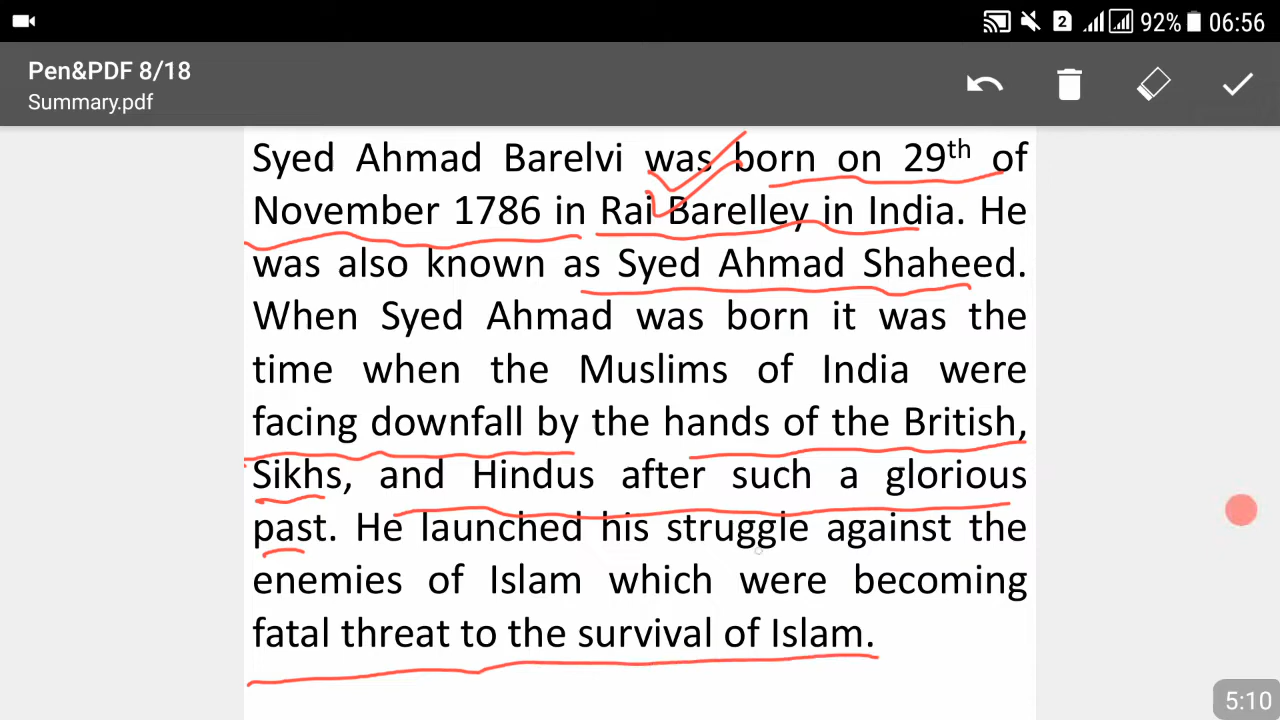 92% 06:56
Pen&PDF 8/18
Summary.pdf
Syed Ahmad Barelvi was born on 29th of
November 1786 in Rai Barelley in India. He
was also known as Syed Ahmad Shaheed.
When Syed Ahmad was born it was the
time when the Muslims of India were
facing downfall by the hands of the British,
Sikhs, and Hindus after such a glorious
past. He launched his struggle against the
enemies of Islam which were becoming
fatal threat to the survival of Islam.
5:10